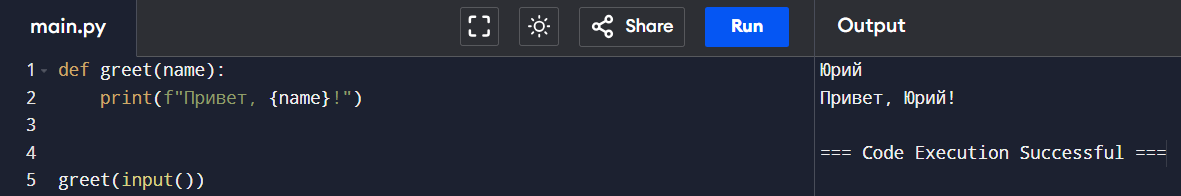 main.py
Share
Run
Output
1 def greet(name):
2     print(f"Привет, {name}!")
3
4
5 greet(input())
Юрий
Привет, Юрий!
=== Code Execution Successful ===